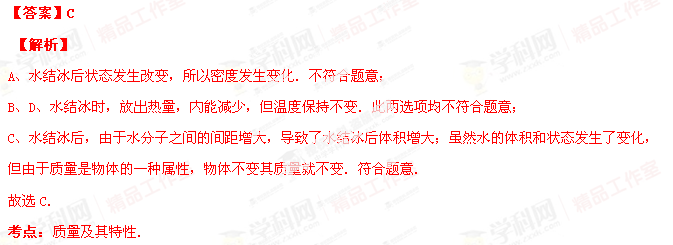 【答案】C
【解析】
A、水结冰后状态发生改变，所以密度发生变化．不符合题意；
B、D、水结冰时，放出热量，内能减少，但温度保持不变．此两选项均不符合题意；
C、水结冰后，由于水分子之间的间距增大，导致了水结冰后体积增大；虽然水的体积和状态发生了变化，
但由于质量是物体的一种属性，物体不变其质量就不变．符合题意．
故选 C．
考点：质量及其特性．